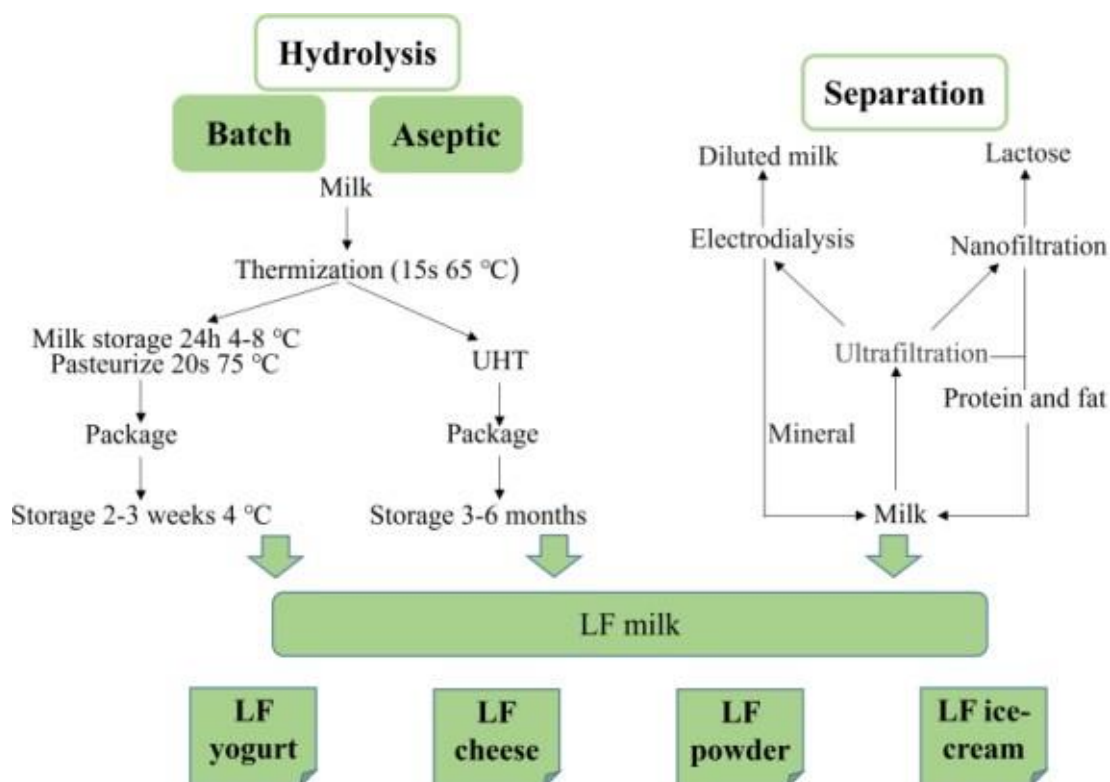 Hydrolysis
Batch
Aseptic
Milk
Thermization (15s 65 ℃)
Milk storage 24h 4-8 ℃
Pasteurize 20s 75 ℃
Package
Storage 2-3 weeks 4 ℃
UHT
Package
Storage 3-6 months
Separation
Diluted milk
Lactose
Electrodialysis
Nanofiltration
Ultrafiltration
Protein and fat
Mineral
Milk
LF milk
LF
yogurt
LF
cheese
LF
powder
LF ice-
cream